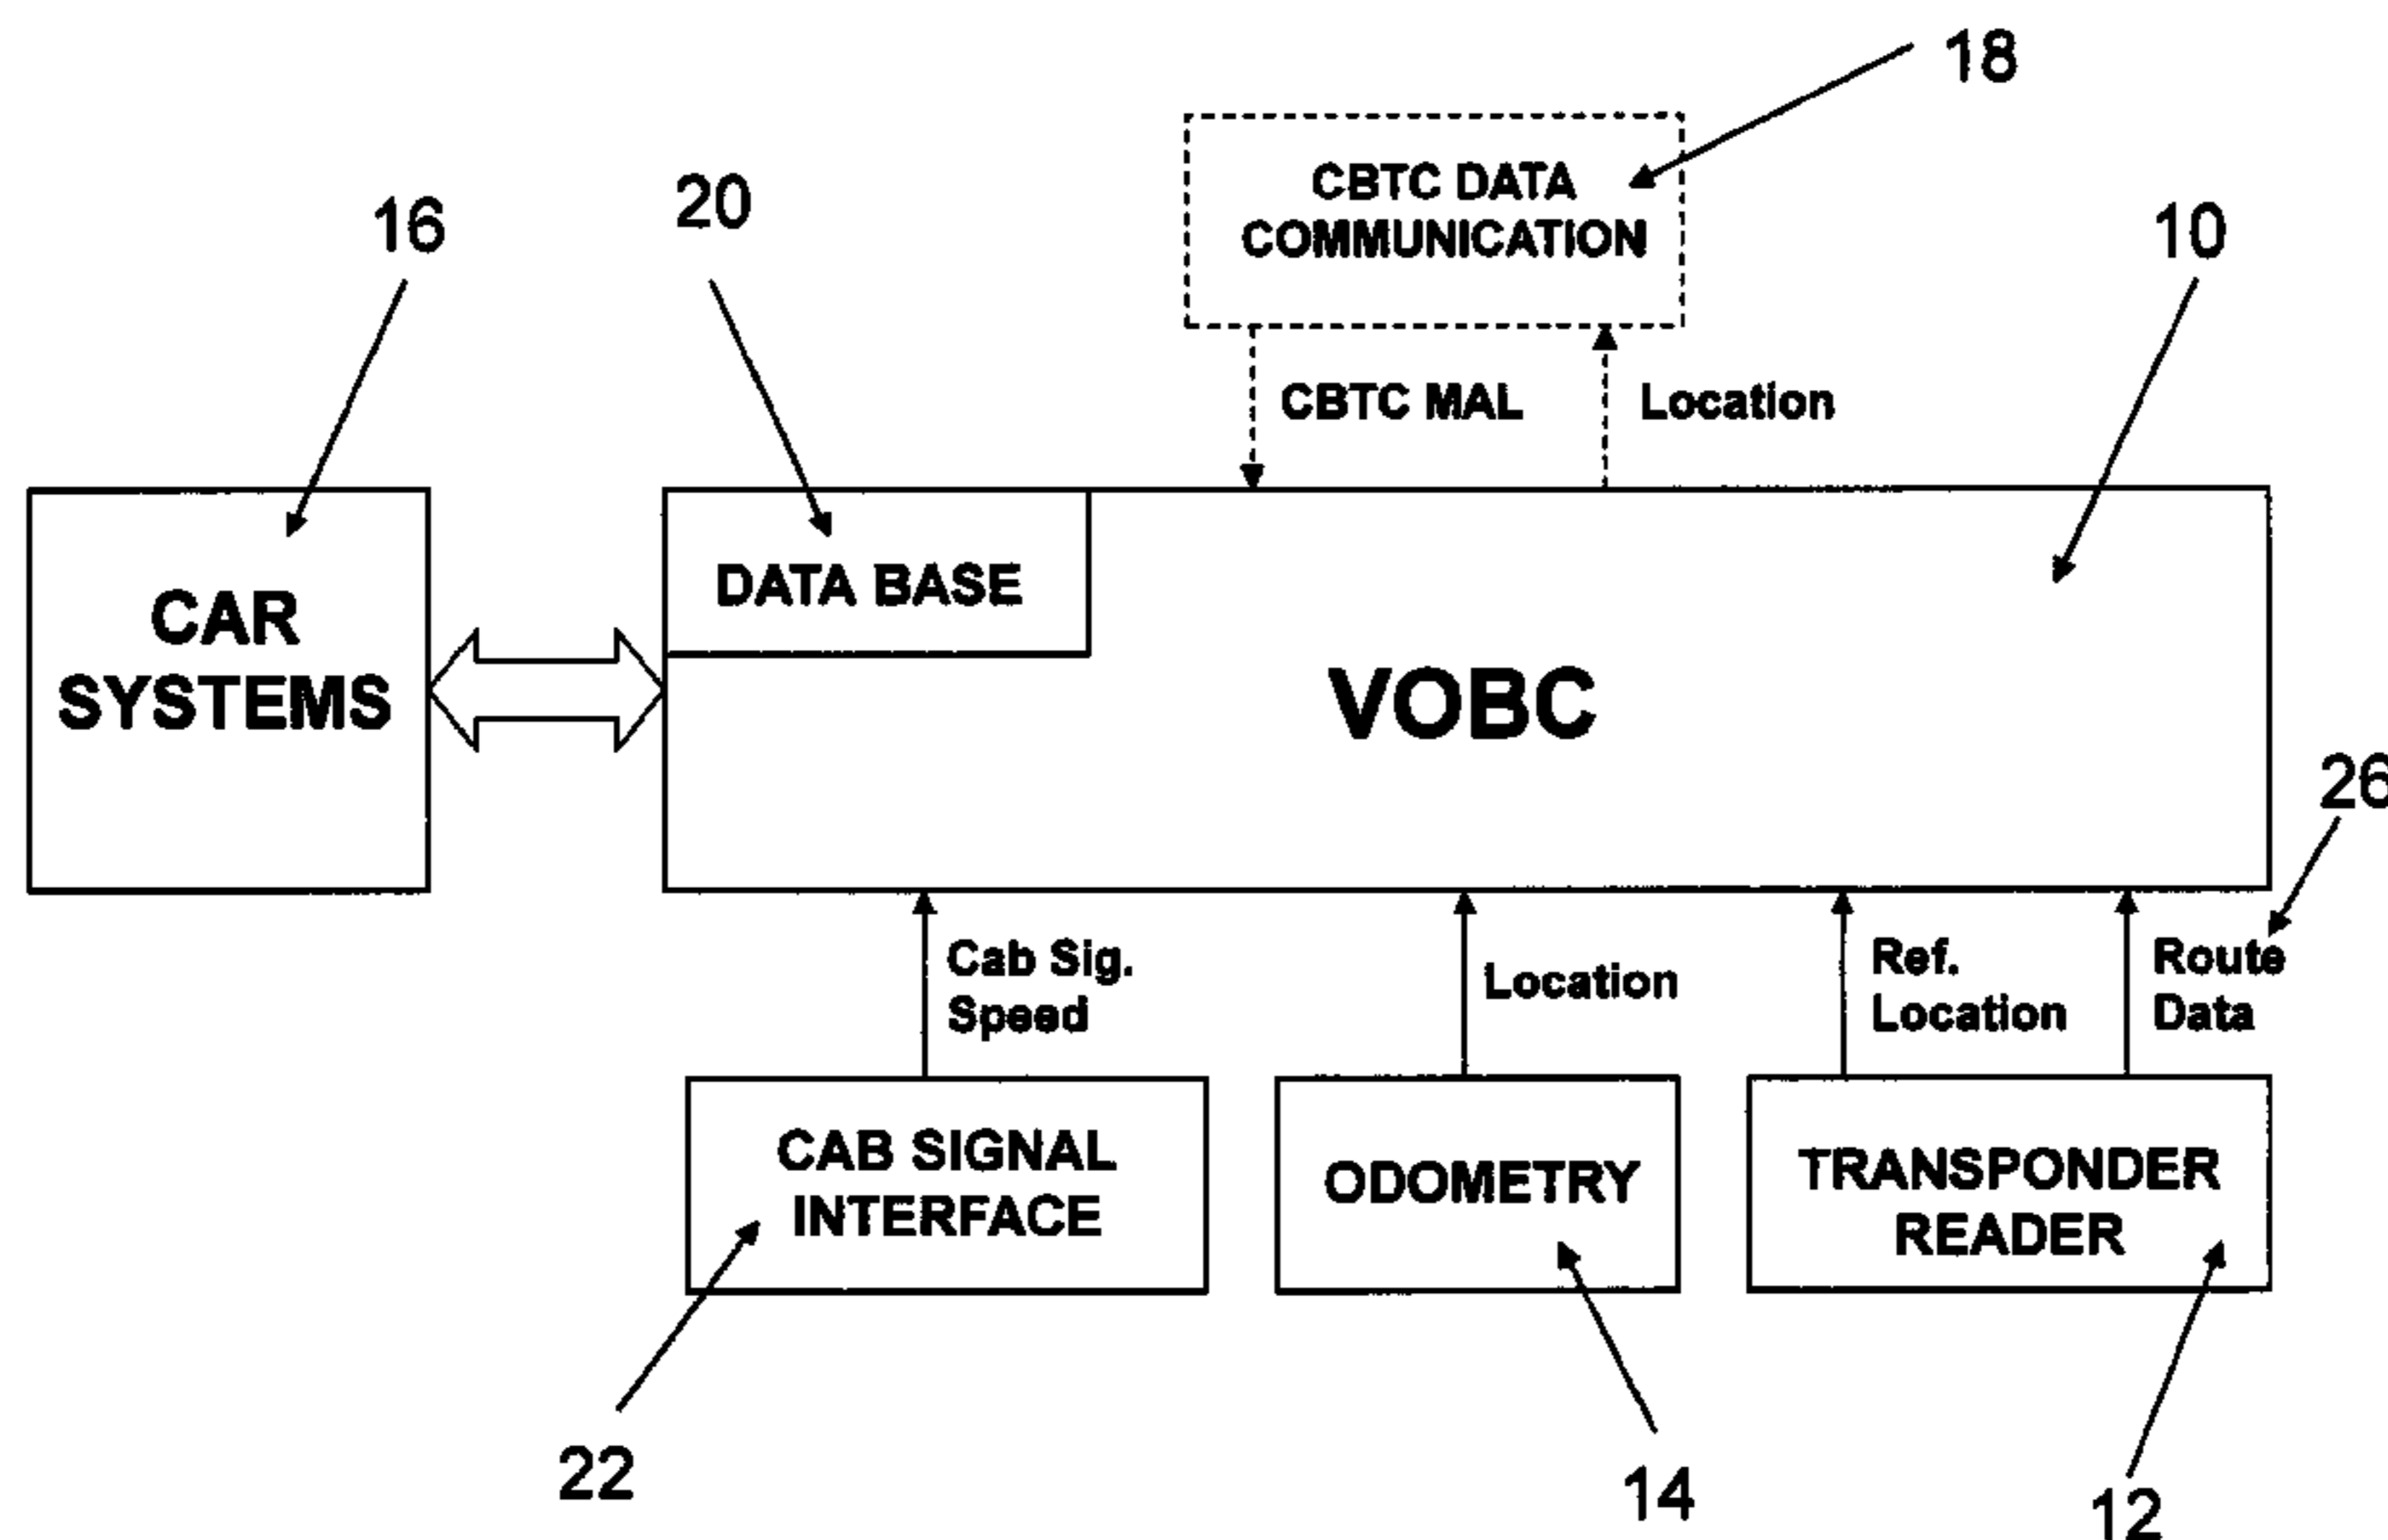 18
CBTC DATA
COMMUNICATION
16
20
10
CBTC MAL
Location
CAR
SYSTEMS
DATA BASE
VOBC
26
Cab Sig.
Speed
Location
Ref.
Location
Route
Data
CAB SIGNAL
INTERFACE
ODOMETRY
TRANSPONDER
READER
22
14
12